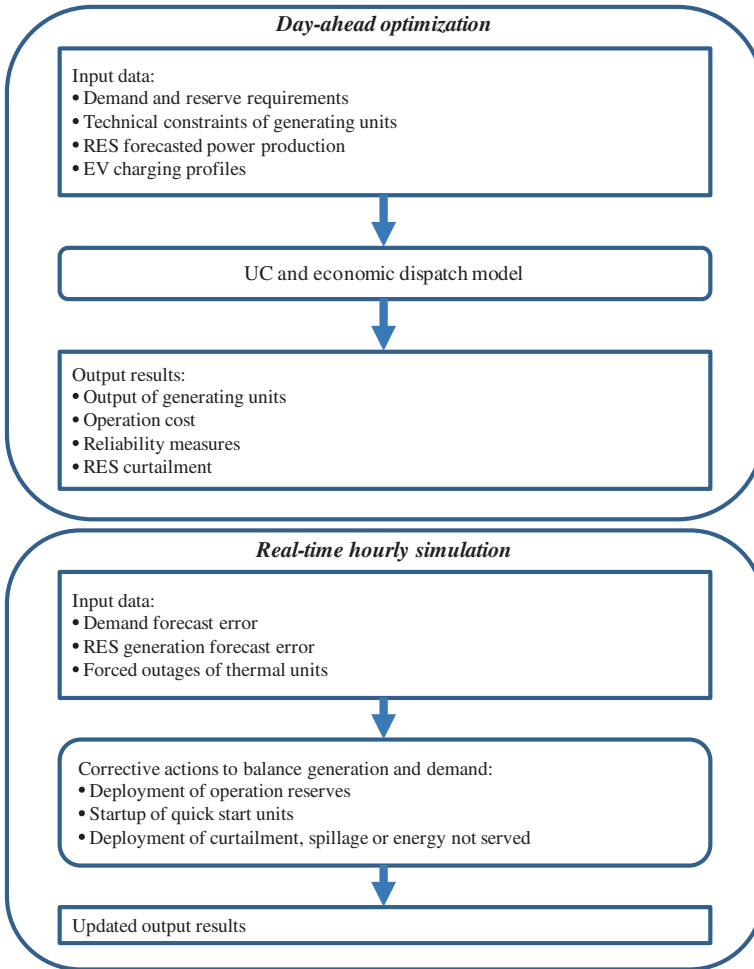 Day-ahead optimization
Input data:
• Demand and reserve requirements
• Technical constraints of generating units
• RES forecasted power production
• EV charging profiles
UC and economic dispatch model
Output results:
• Output of generating units
• Operation cost
• Reliability measures
• RES curtailment
Real-time hourly simulation
Input data:
• Demand forecast error
• RES generation forecast error
• Forced outages of thermal units
Corrective actions to balance generation and demand:
• Deployment of operation reserves
• Startup of quick start units
• Deployment of curtailment, spillage or energy not served
Updated output results